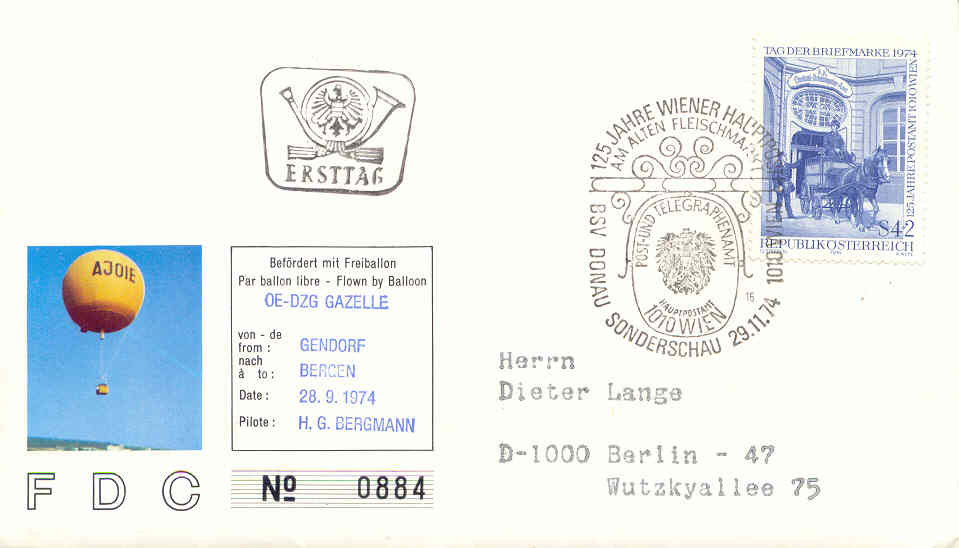 TAG DER BRIEFMARKE 1974
125 JAHRE POSTAMT 1010 WIEN
S4·2
REPUBLIK ÖSTERREICH
125 JAHRE WIENER HAUPTPOST
AM ALTEN FLEISCHMARKT
1010 WIEN
BSV DONAU SONDERSCHAU 29.11.74
POST-UND TELEGRAPHENAMT
HAUPTPOSTAMT
1010 WIEN
16
ERSTTAG
AJOIE
Befördert mit Freiballon
Par ballon libre - Flown by Balloon
OE-DZG GAZELLE
von - de
from : GENDORF
nach
à to : BERGEN
Date : 28. 9. 1974
Pilote : H. G. BERGMANN
F D C
Nº 0884
Herrn
Dieter Lange
D-1000 Berlin - 47
Wutzkyallee 75